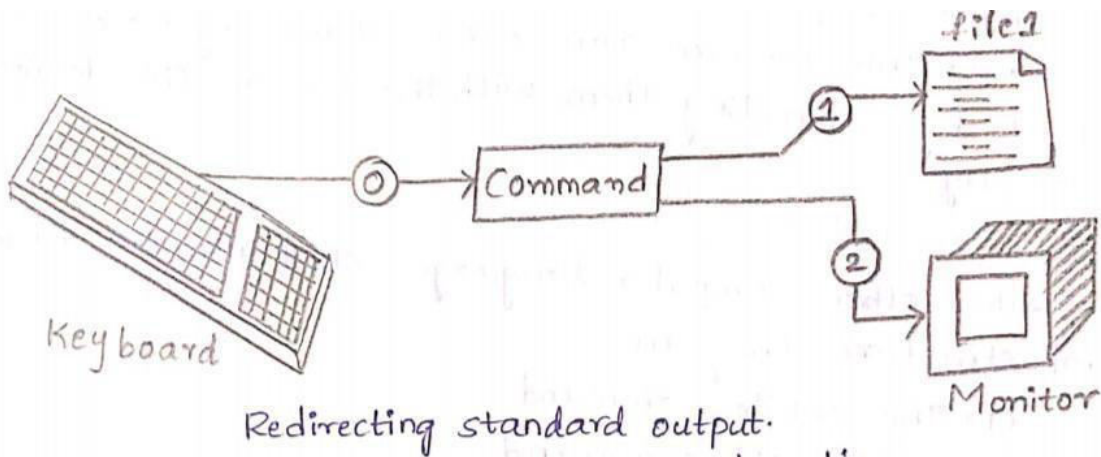 file1
1
0
Command
2
Keyboard
Monitor
Redirecting standard output.